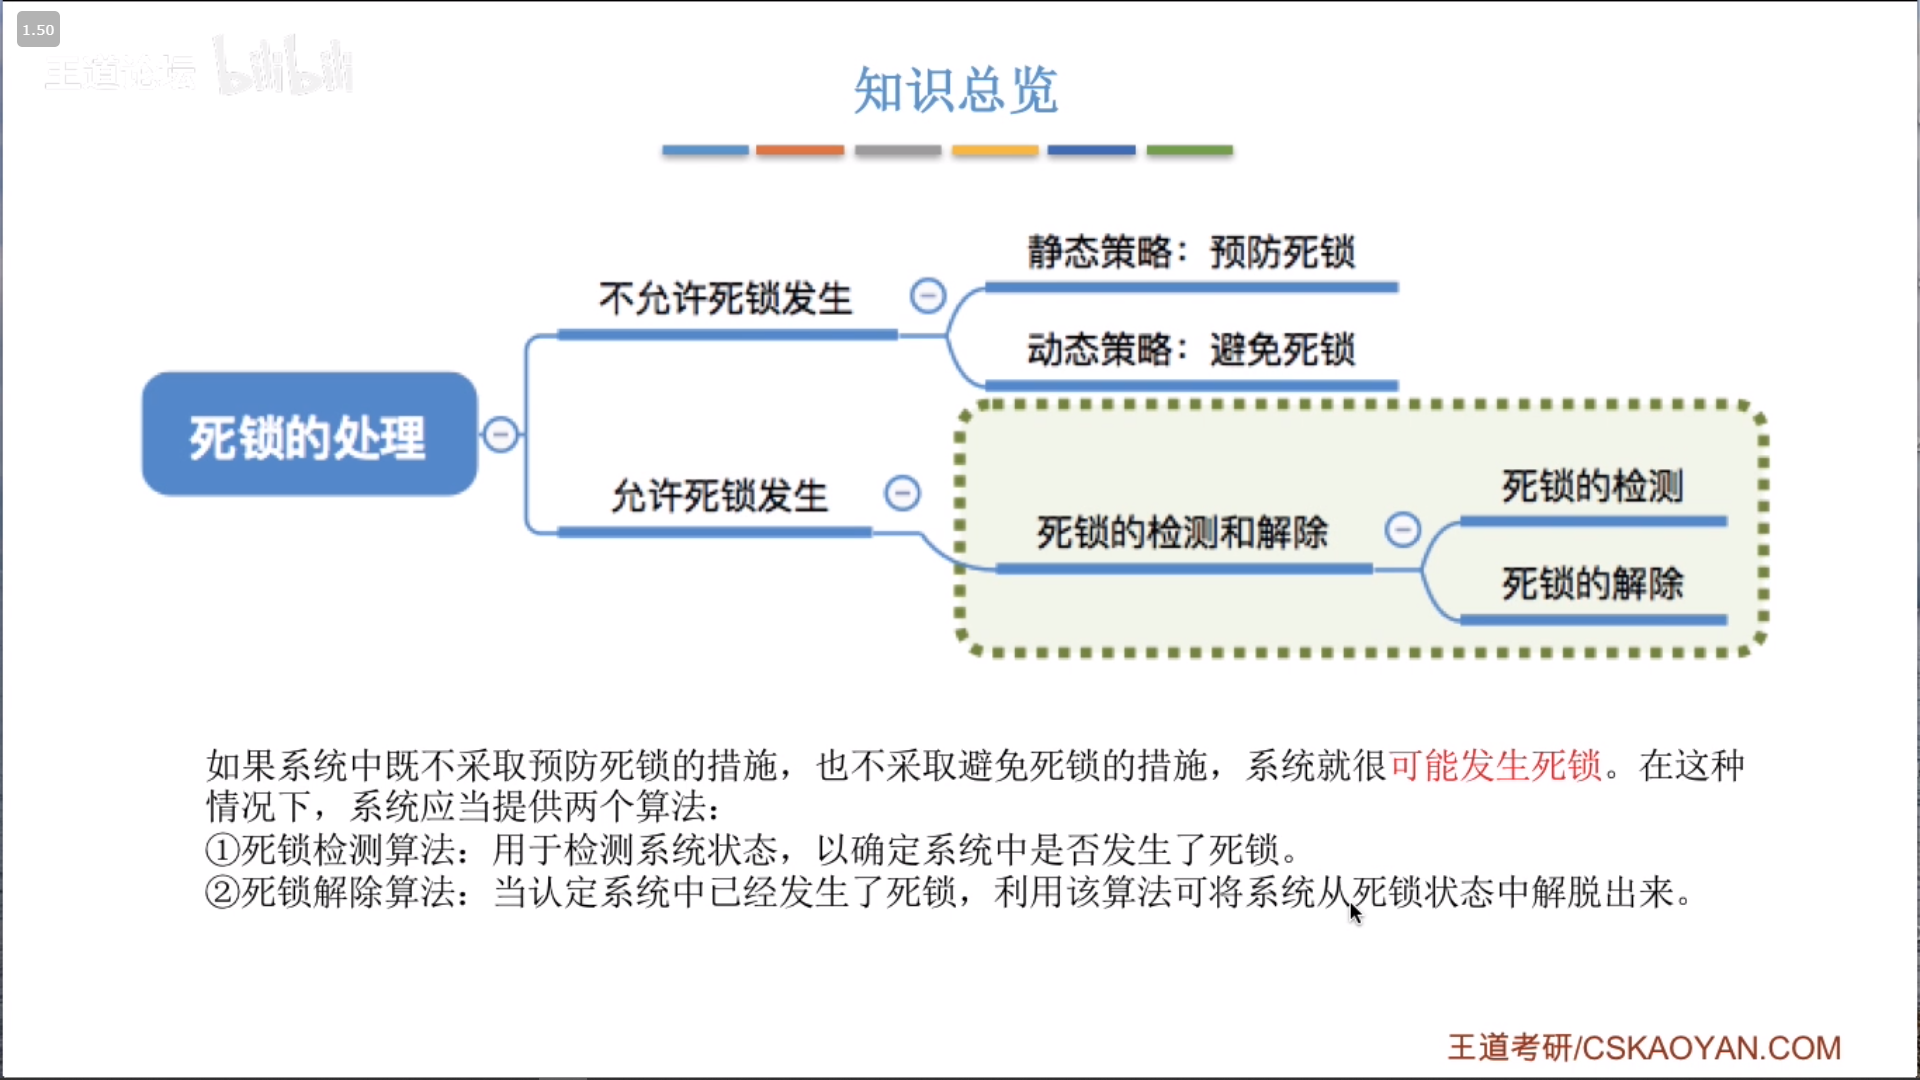 1.50
王道论坛 bilibili
知识总览
静态策略：预防死锁
不允许死锁发生
动态策略：避免死锁
死锁的处理
允许死锁发生
死锁的检测和解除
死锁的检测
死锁的解除
如果系统中既不采取预防死锁的措施，也不采取避免死锁的措施，系统就很可能发生死锁。在这种
情况下，系统应当提供两个算法：
①死锁检测算法：用于检测系统状态，以确定系统中是否发生了死锁。
②死锁解除算法：当认定系统中已经发生了死锁，利用该算法可将系统从死锁状态中解脱出来。
王道考研/CSKAOYAN.COM